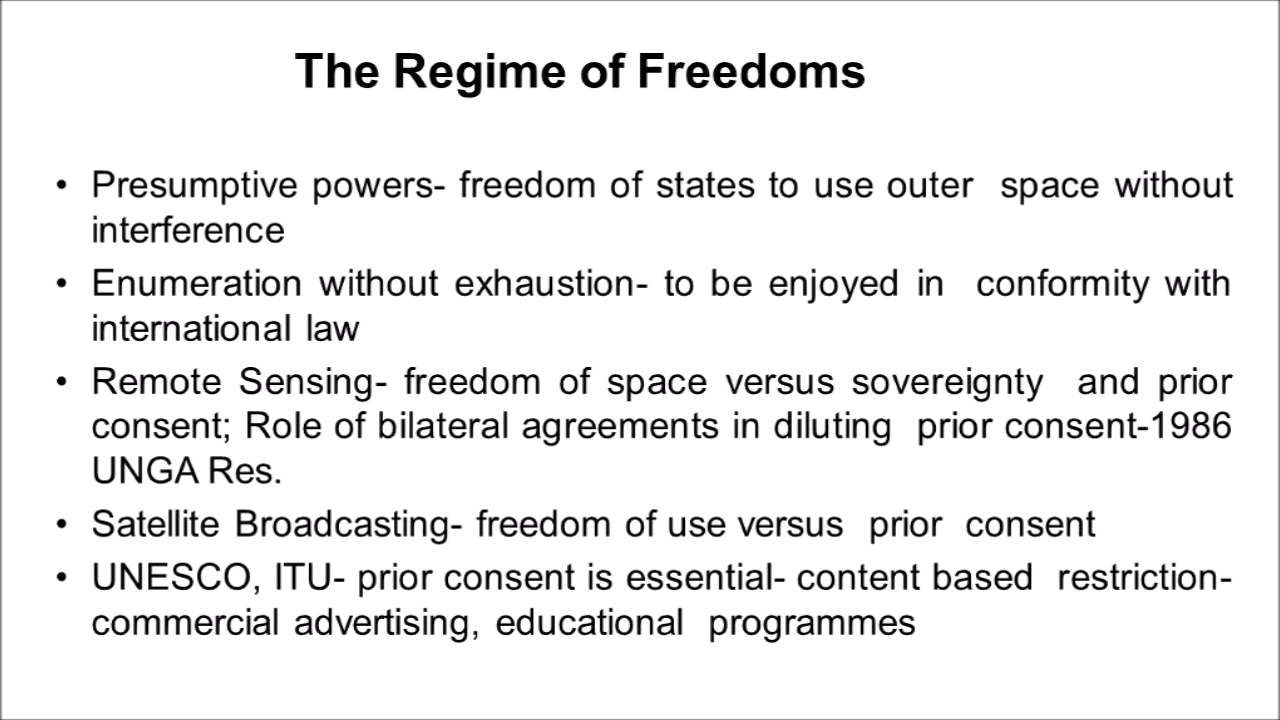 The Regime of Freedoms
• Presumptive powers- freedom of states to use outer space without
interference
• Enumeration without exhaustion- to be enjoyed in conformity with
international law
• Remote Sensing- freedom of space versus sovereignty and prior
consent; Role of bilateral agreements in diluting prior consent-1986
UNGA Res.
• Satellite Broadcasting- freedom of use versus prior consent
• UNESCO, ITU- prior consent is essential- content based restriction-
commercial advertising, educational programmes